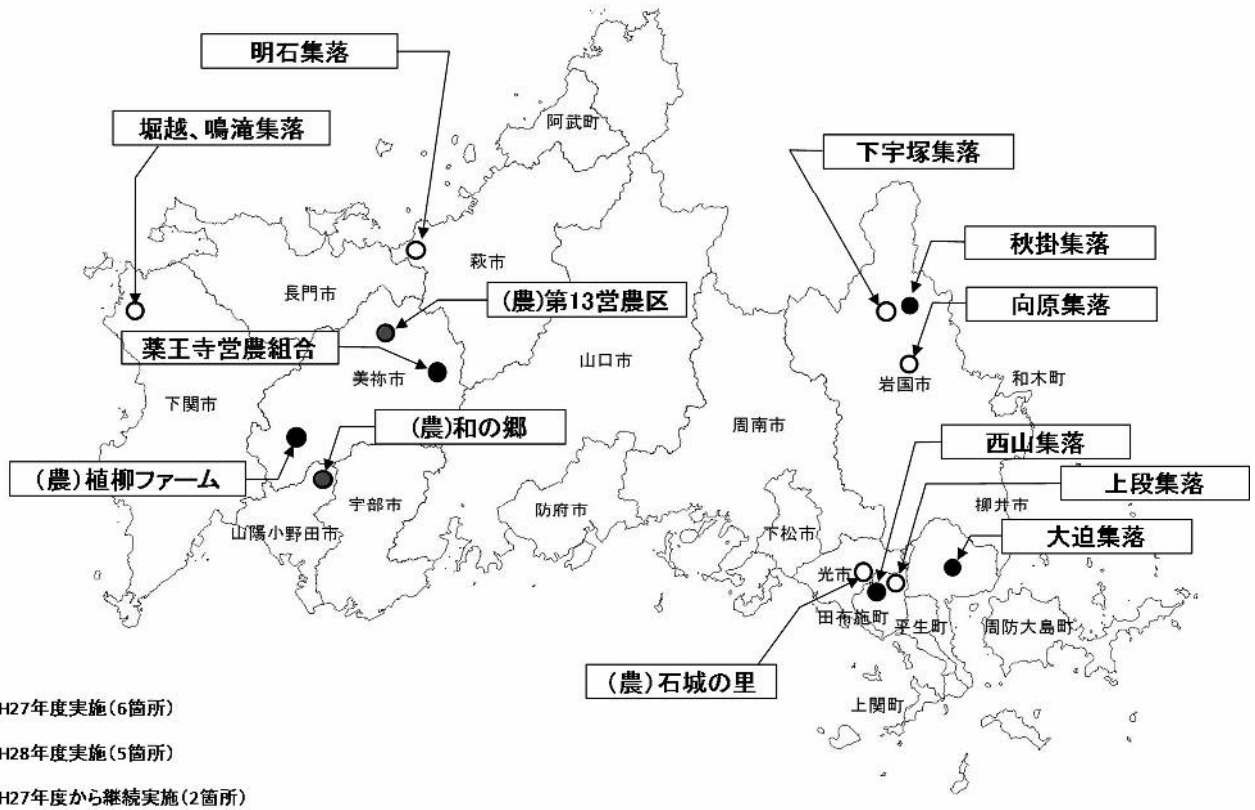 明石集落
阿武町
堀越、鳴滝集落
下宇塚集落
秋掛集落
萩市
長門市
(農)第13営農区
向原集落
薬王寺営農組合
山口市
美祢市
岩国市
和木町
下関市
(農)和の郷
周南市
西山集落
(農)植柳ファーム
上段集落
宇部市
柳井市
防府市
山陽小野田市
下松市
大迫集落
光市
田布施町
平生町
周防大島町
(農)石城の里
上関町
H27年度実施(6箇所)
H28年度実施(5箇所)
H27年度から継続実施(2箇所)